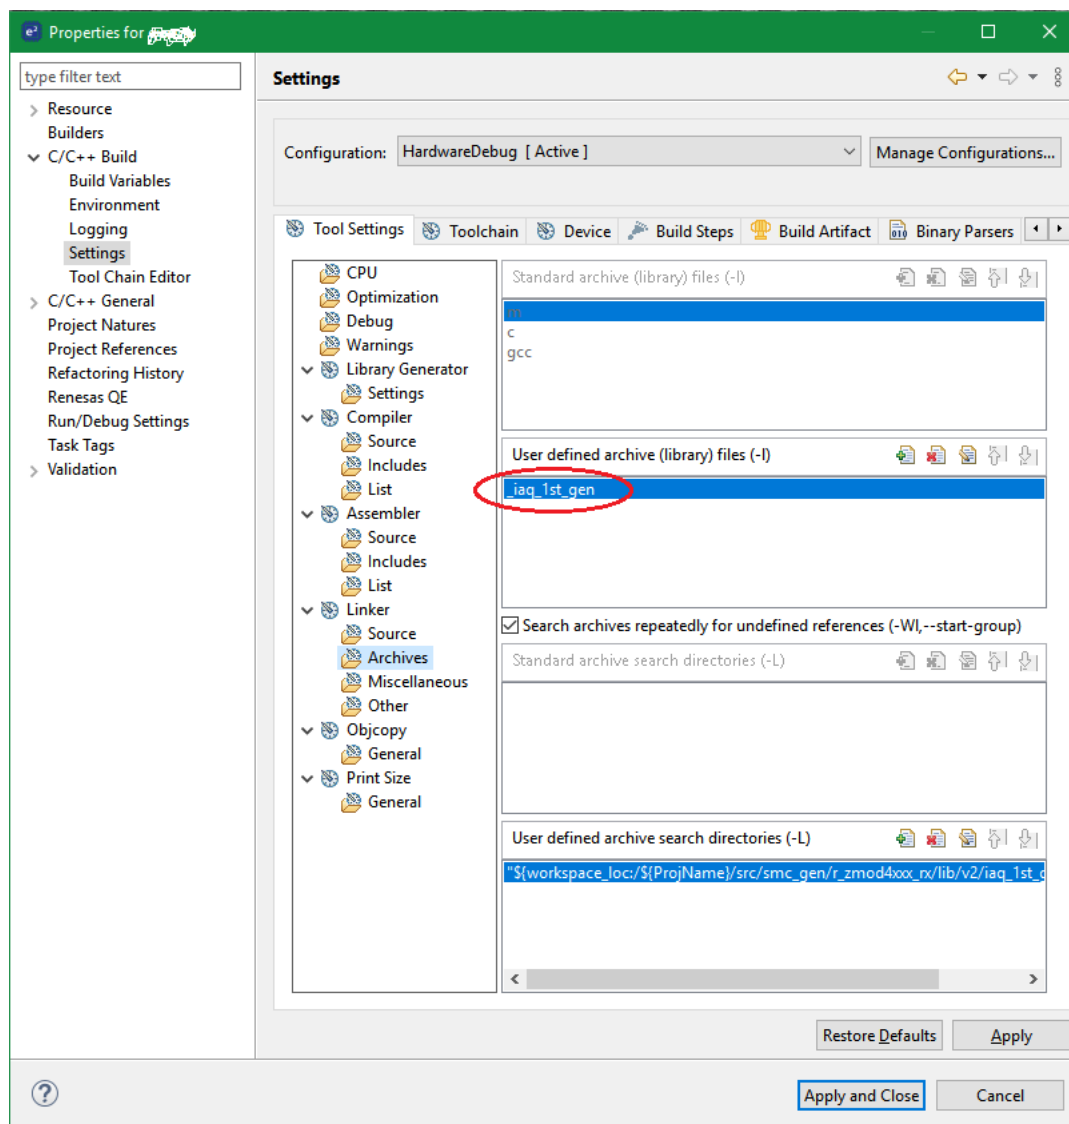 e² Properties for
type filter text
Resource
Builders
C/C++ Build
Build Variables
Environment
Logging
Settings
Tool Chain Editor
C/C++ General
Project Natures
Project References
Refactoring History
Renesas QE
Run/Debug Settings
Task Tags
Validation
Settings
Configuration: HardwareDebug [ Active ] Manage Configurations...
Tool Settings Toolchain Device Build Steps Build Artifact Binary Parsers
CPU
Optimization
Debug
Warnings
Library Generator
Settings
Compiler
Source
Includes
List
Assembler
Source
Includes
List
Linker
Source
Archives
Miscellaneous
Other
Objcopy
General
Print Size
General
Standard archive (library) files (-l)
m
c
gcc
User defined archive (library) files (-l)
_iaq_1st_gen
Search archives repeatedly for undefined references (-Wl,--start-group)
Standard archive search directories (-L)
User defined archive search directories (-L)
"${workspace_loc:/${ProjName}/src/smc_gen/r_zmod4xxx_rx/lib/v2/iaq_1st_g
Restore Defaults Apply
? Apply and Close Cancel